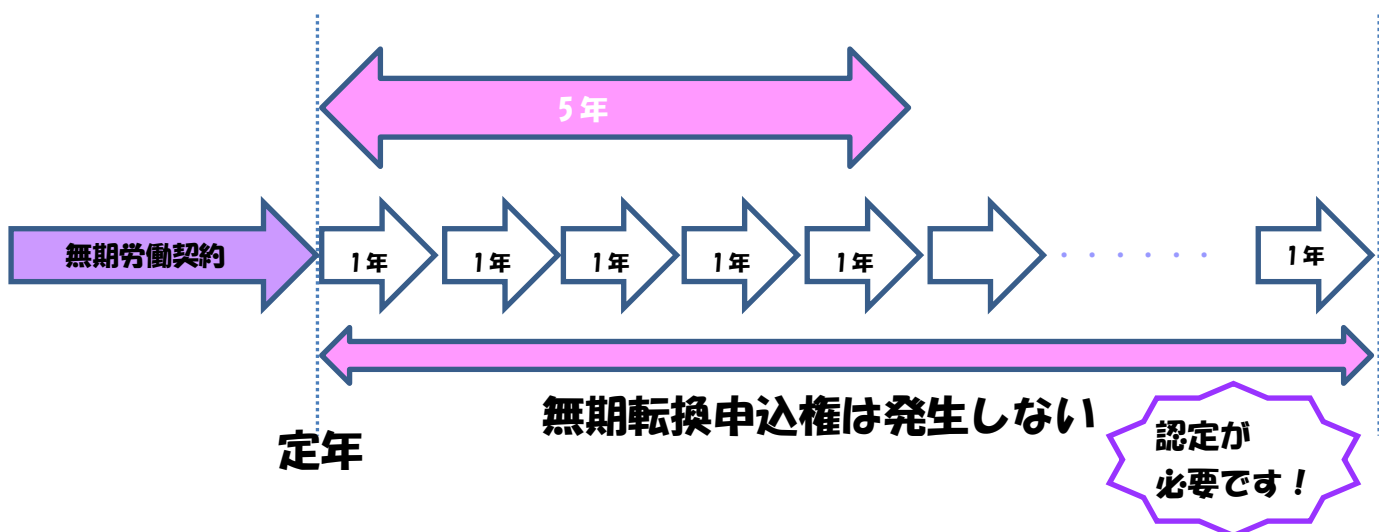 5年
無期労働契約
1年
1年
1年
1年
1年
・・・・・・
1年
無期転換申込権は発生しない
定年
認定が
必要です！